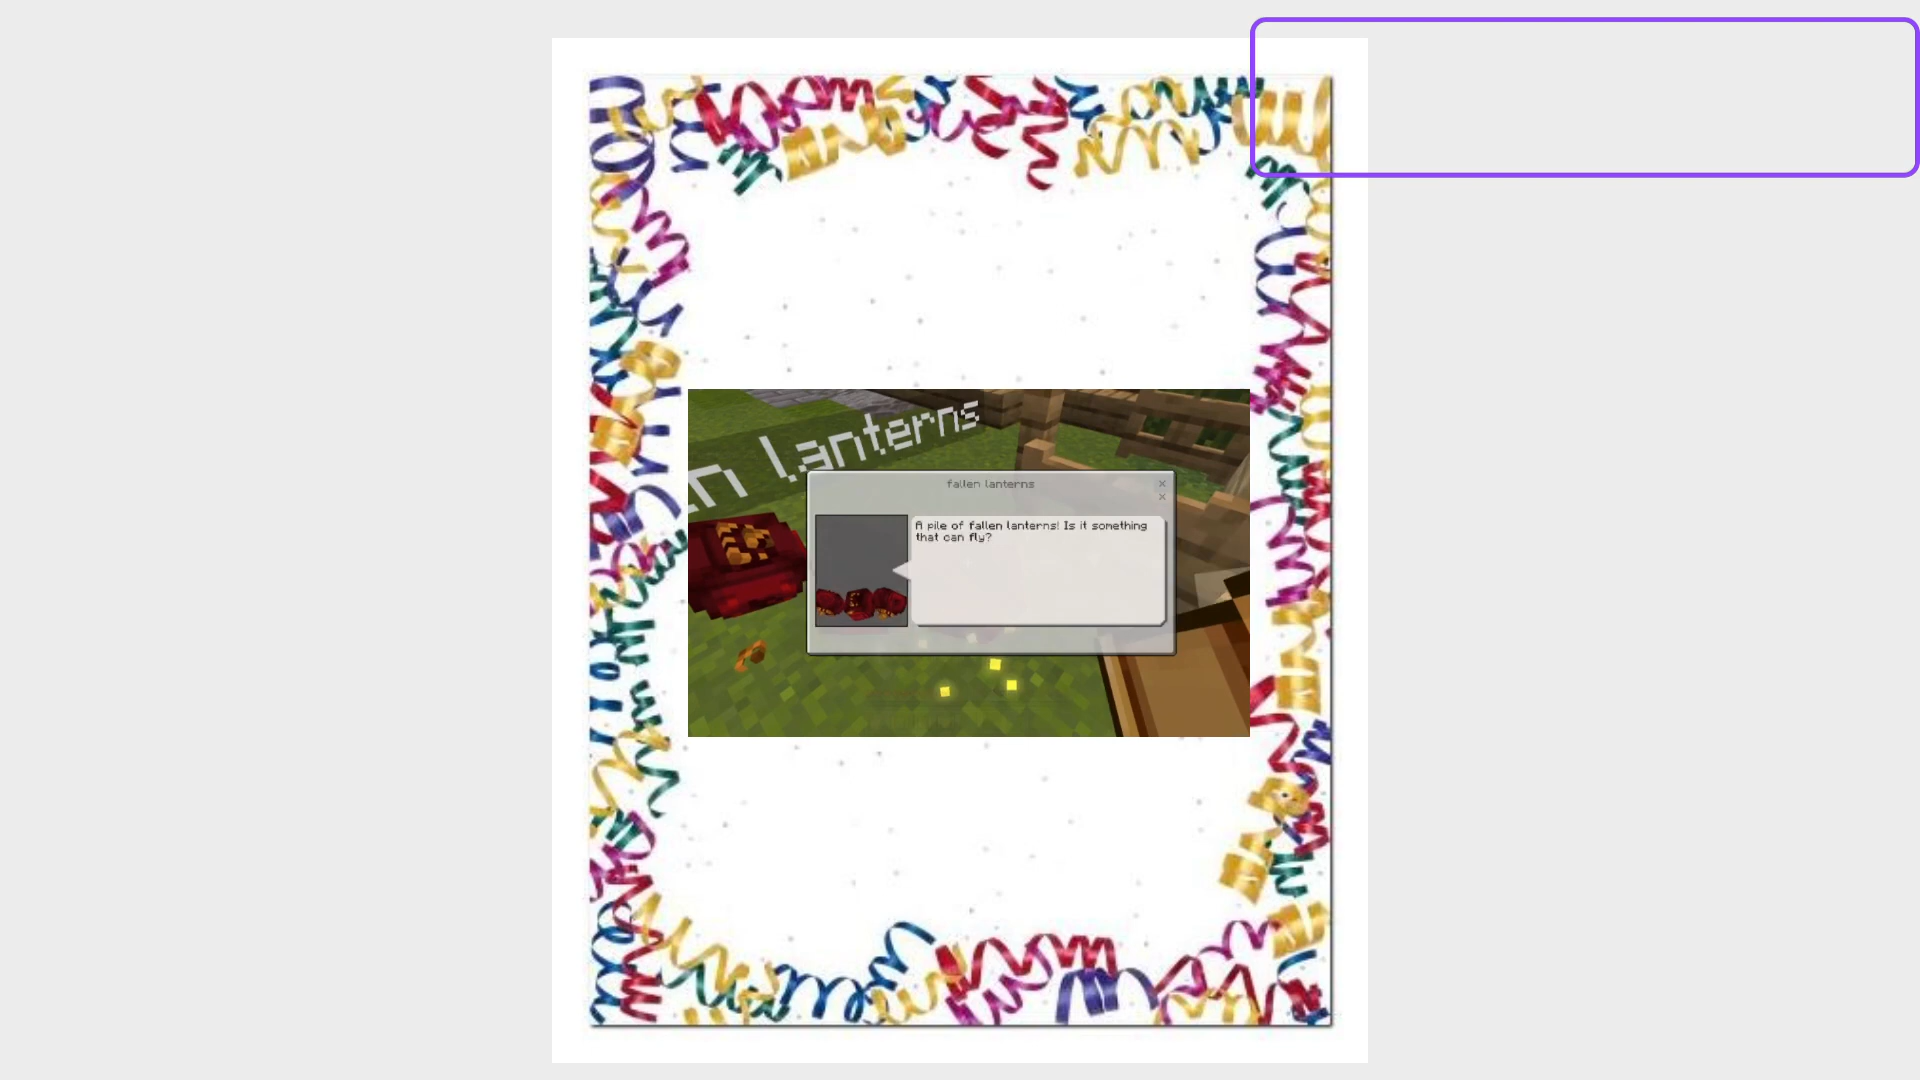 n lanterns
fallen lanterns
A pile of fallen lanterns! Is it something
that can fly?